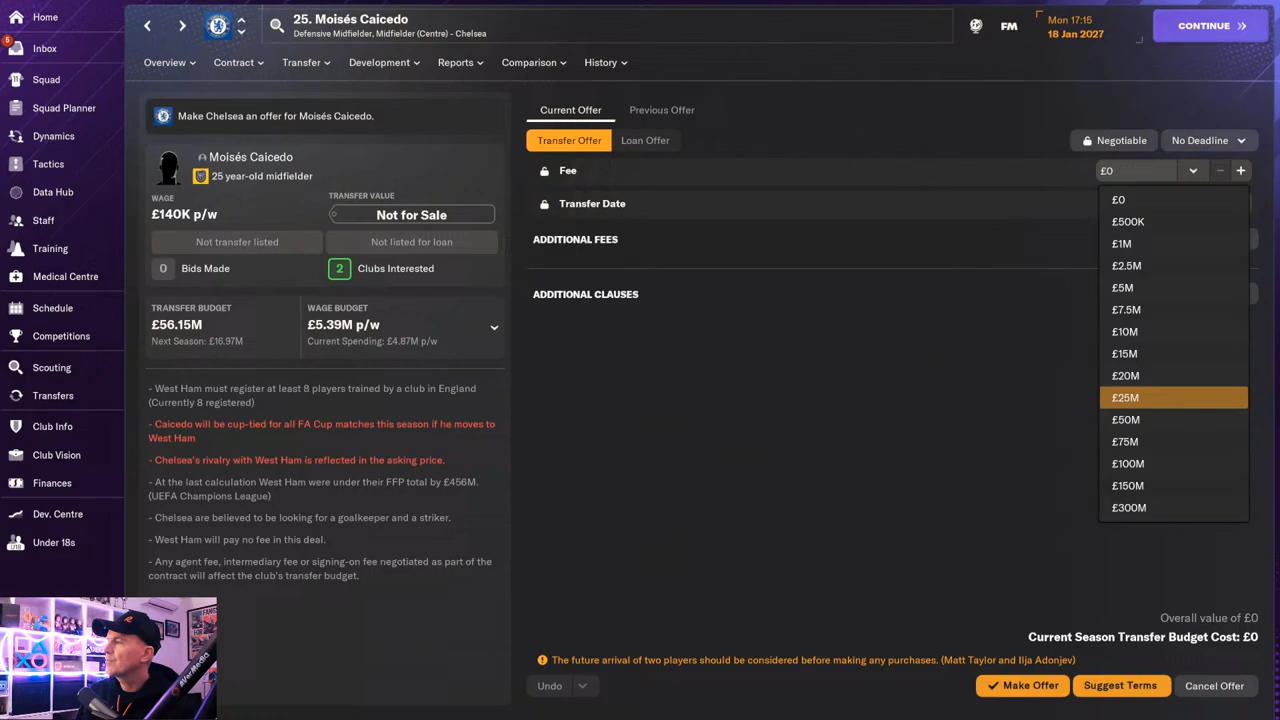 Home
25. Moisés Caicedo
Defensive Midfielder, Midfielder (Centre) - Chelsea
FM
Mon 17:15
18 Jan 2027
CONTINUE
5
Inbox
Squad
Squad Planner
Dynamics
Tactics
Data Hub
Staff
Training
Medical Centre
Schedule
Competitions
Scouting
Transfers
Club Info
Club Vision
Finances
Dev. Centre
Under 18s
Overview
Contract
Transfer
Development
Reports
Comparison
History
Make Chelsea an offer for Moisés Caicedo.
Moisés Caicedo
25 year-old midfielder
WAGE
£140K p/w
TRANSFER VALUE
Not for Sale
Not transfer listed
Not listed for loan
0 Bids Made
2 Clubs Interested
TRANSFER BUDGET
£56.15M
Next Season: £16.97M
WAGE BUDGET
£5.39M p/w
Current Spending: £4.87M p/w
- West Ham must register at least 8 players trained by a club in England
(Currently 8 registered)
- Caicedo will be cup-tied for all FA Cup matches this season if he moves to
West Ham
- Chelsea's rivalry with West Ham is reflected in the asking price.
- At the last calculation West Ham were under their FFP total by £456M.
(UEFA Champions League)
- Chelsea are believed to be looking for a goalkeeper and a striker.
- West Ham will pay no fee in this deal.
- Any agent fee, intermediary fee or signing-on fee negotiated as part of the
contract will affect the club's transfer budget.
Current Offer
Previous Offer
Transfer Offer
Loan Offer
Negotiable
No Deadline
Fee
£0
Transfer Date
ADDITIONAL FEES
ADDITIONAL CLAUSES
£0
£500K
£1M
£2.5M
£5M
£7.5M
£10M
£15M
£20M
£25M
£50M
£75M
£100M
£150M
£300M
Overall value of £0
Current Season Transfer Budget Cost: £0
The future arrival of two players should be considered before making any purchases. (Matt Taylor and Ilja Adonjev)
Undo
Make Offer
Suggest Terms
Cancel Offer